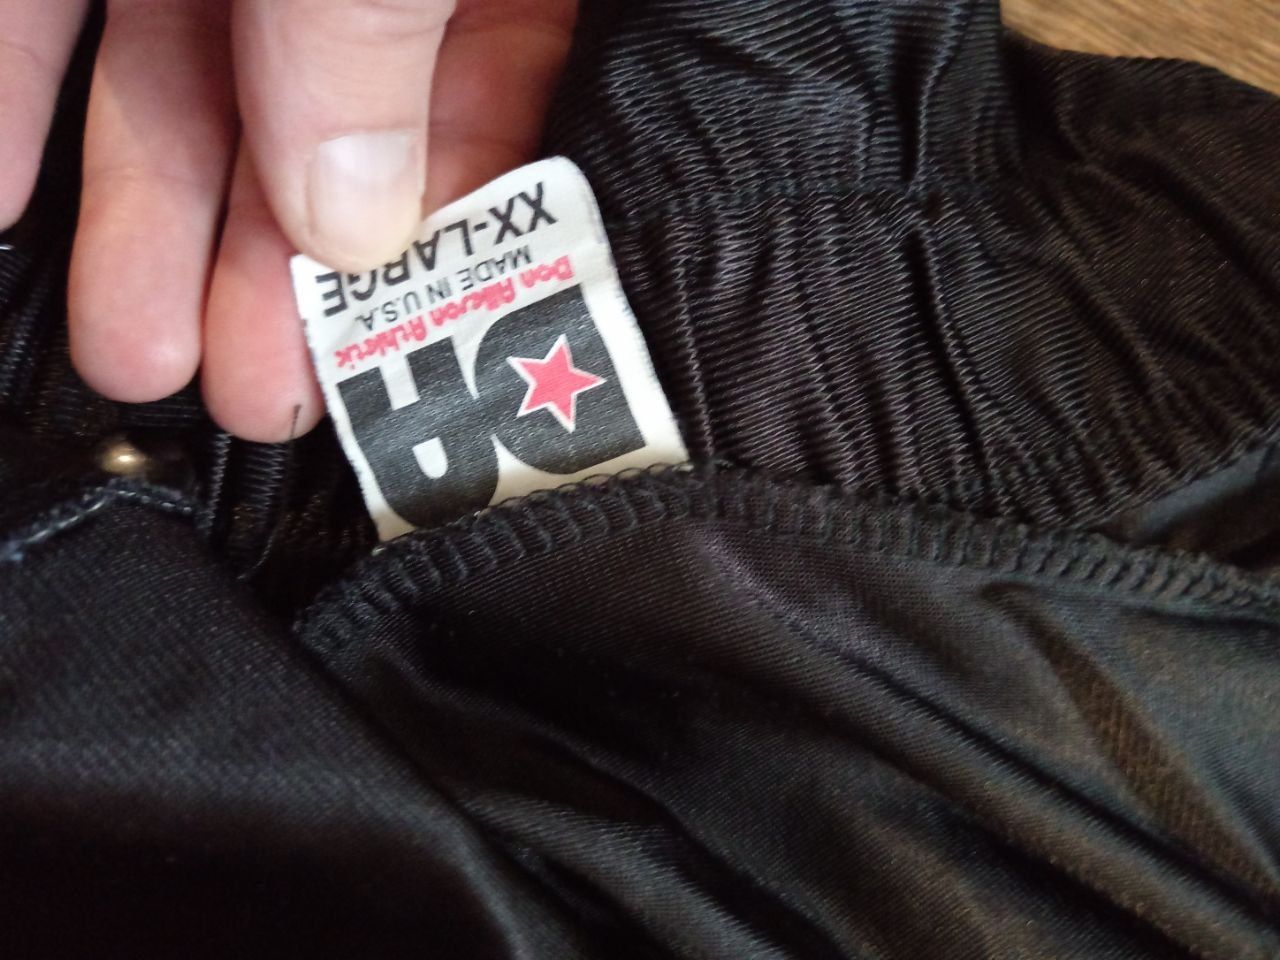 DA
Don Alleson Athletic
MADE IN U.S.A.
XX-LARGE